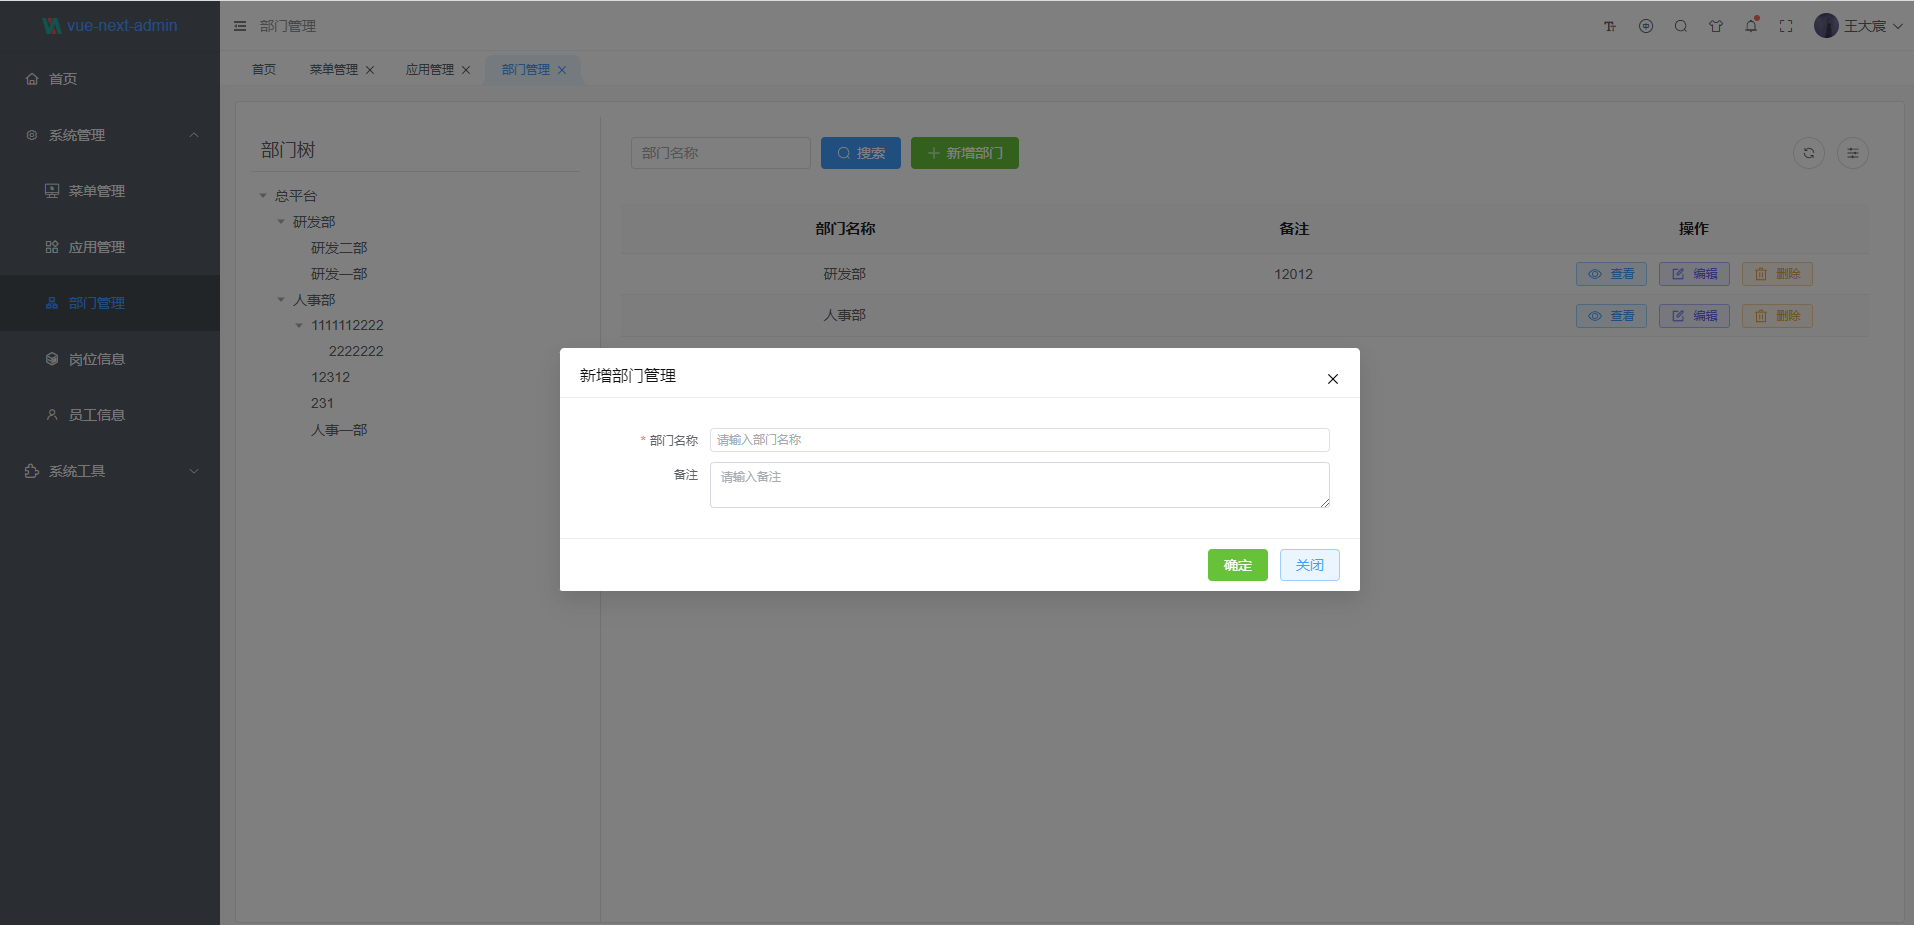 vue-next-admin
部门管理
王大宸
首页
菜单管理
应用管理
部门管理
首页
系统管理
菜单管理
应用管理
部门管理
岗位信息
员工信息
系统工具
部门树
总平台
研发部
研发二部
研发一部
人事部
1111112222
2222222
12312
231
人事一部
部门名称
搜索
新增部门
部门名称 备注 操作
研发部 12012 查看 编辑 删除
人事部 查看 编辑 删除
新增部门管理
* 部门名称 请输入部门名称
备注 请输入备注
确定 关闭